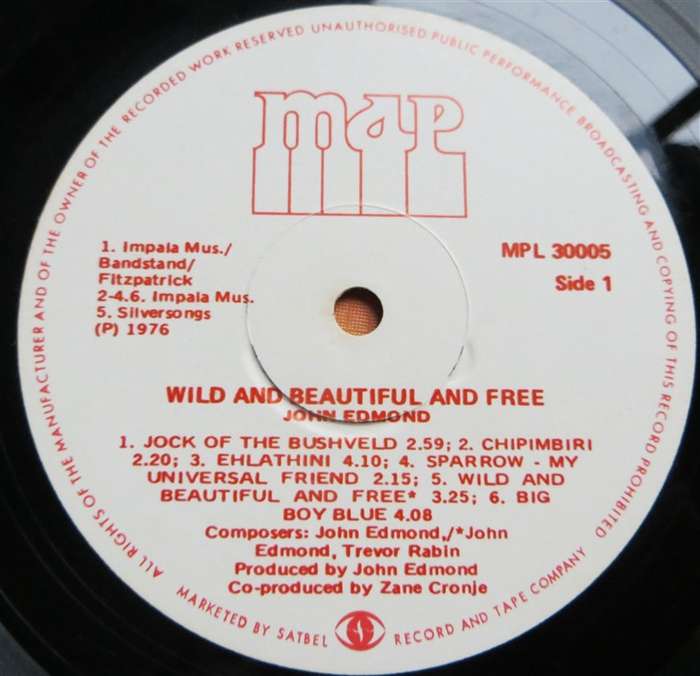 ALL RIGHTS OF THE MANUFACTURER AND OF THE OWNER OF THE RECORDED WORK RESERVED UNAUTHORISED PUBLIC PERFORMANCE BROADCASTING AND COPYING OF THIS RECORD PROHIBITED
map
1. Impala Mus./
Bandstand/
Fitzpatrick
2-4.6. Impala Mus.
5. Silversongs
(P) 1976
MPL 30005
Side 1
WILD AND BEAUTIFUL AND FREE
JOHN EDMOND
1. JOCK OF THE BUSHVELD 2.59; 2. CHIPIMBIRI
2.20; 3. EHLATHINI 4.10; 4. SPARROW - MY
UNIVERSAL FRIEND 2.15; 5. WILD AND
BEAUTIFUL AND FREE* 3.25; 6. BIG
BOY BLUE 4.08
Composers: John Edmond,/*John
Edmond, Trevor Rabin
Produced by John Edmond
Co-produced by Zane Cronje
MARKETED BY SATBEL RECORD AND TAPE COMPANY